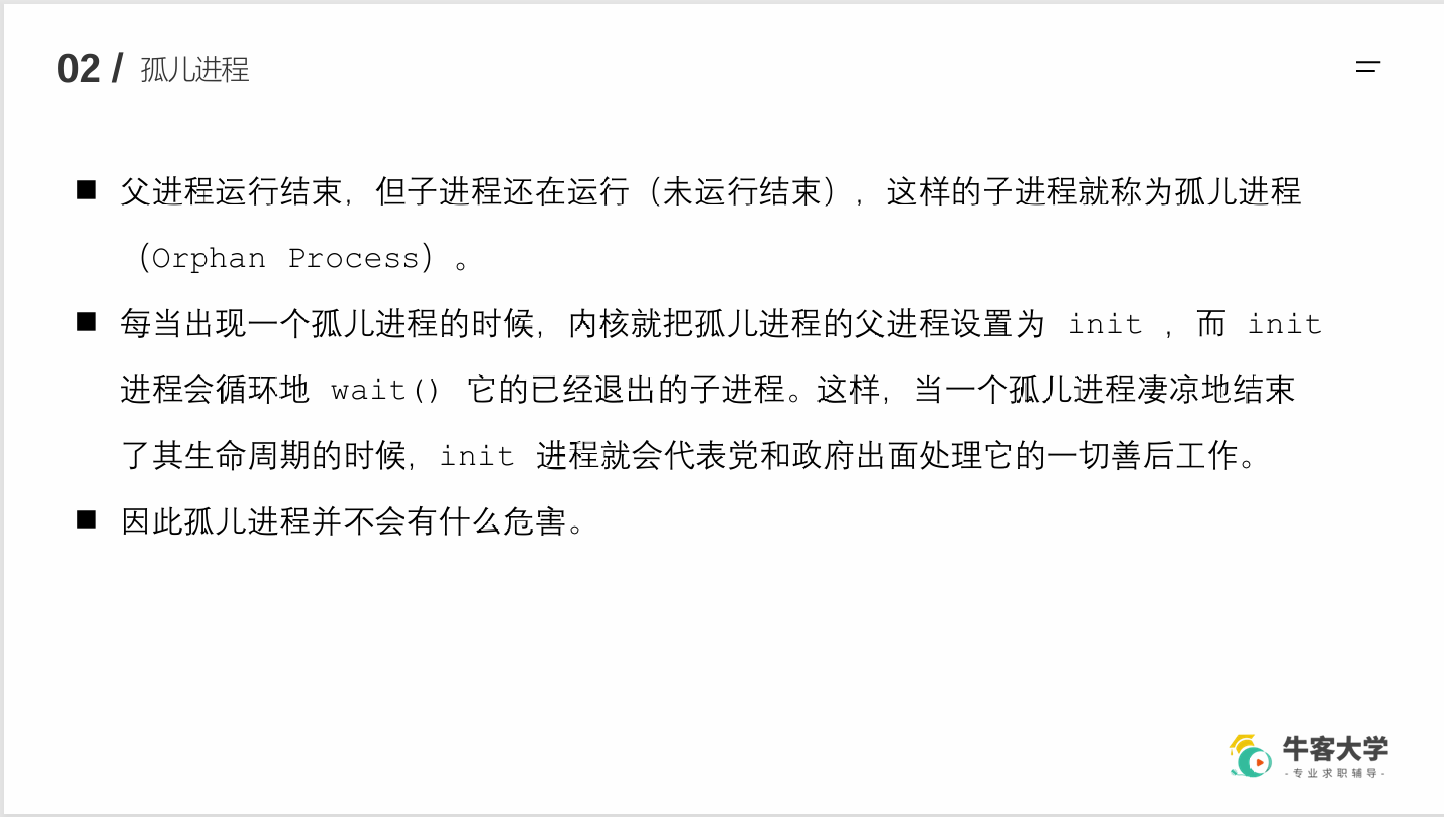 02 / 孤儿进程
■ 父进程运行结束，但子进程还在运行（未运行结束），这样的子进程就称为孤儿进程
（Orphan Process）。
■ 每当出现一个孤儿进程的时候，内核就把孤儿进程的父进程设置为 init ，而 init
进程会循环地 wait() 它的已经退出的子进程。这样，当一个孤儿进程凄凉地结束
了其生命周期的时候，init 进程就会代表党和政府出面处理它的一切善后工作。
■ 因此孤儿进程并不会有什么危害。
牛客大学
-专业求职辅导-